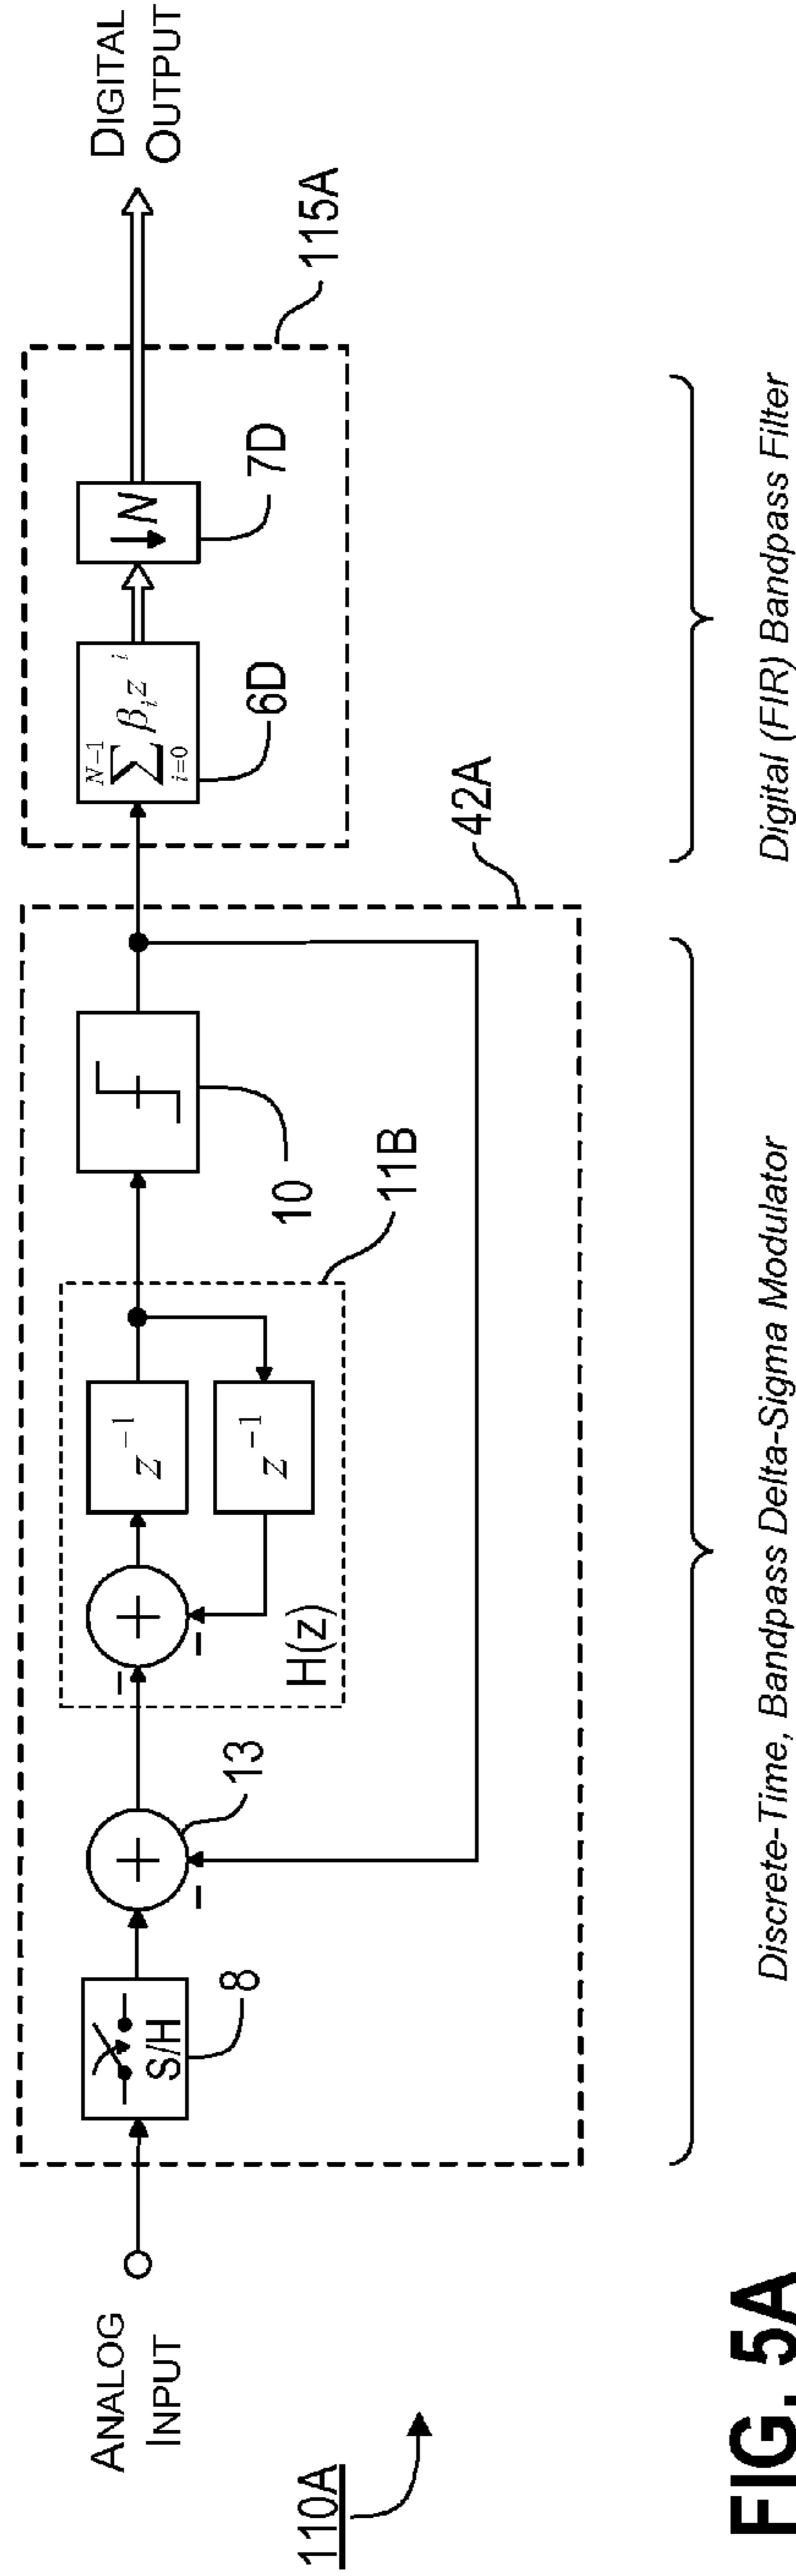 ANALOG
INPUT
S/H
8
+
−
13
−
+
−
z⁻¹
z⁻¹
H(z)
11B
10
42A
N−1
∑ βᵢz ⁱ
i=0
6D
↓N
7D
115A
DIGITAL
OUTPUT
110A
Discrete-Time, Bandpass Delta-Sigma Modulator
Digital (FIR) Bandpass Filter
FIG. 5A